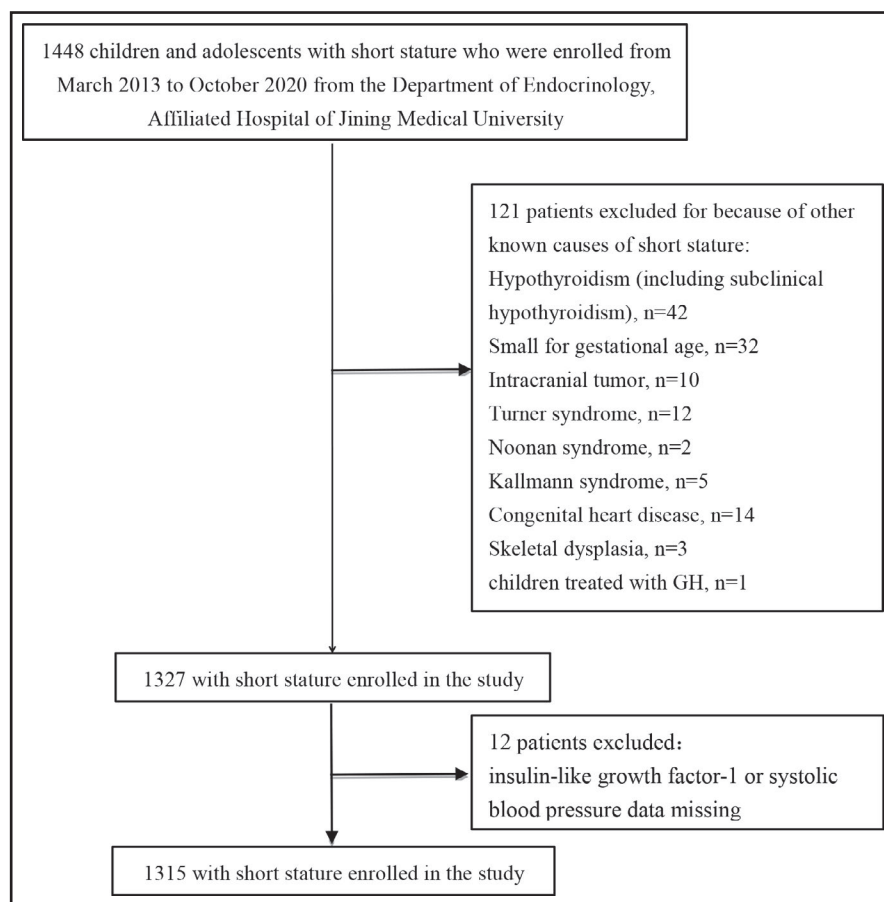 1448 children and adolescents with short stature who were enrolled from
March 2013 to October 2020 from the Department of Endocrinology,
Affiliated Hospital of Jining Medical University
121 patients excluded for because of other
known causes of short stature:
Hypothyroidism (including subclinical
hypothyroidism), n=42
Small for gestational age, n=32
Intracranial tumor, n=10
Turner syndrome, n=12
Noonan syndrome, n=2
Kallmann syndrome, n=5
Congenital heart disease, n=14
Skeletal dysplasia, n=3
children treated with GH, n=1
1327 with short stature enrolled in the study
12 patients excluded：
insulin-like growth factor-1 or systolic
blood pressure data missing
1315 with short stature enrolled in the study